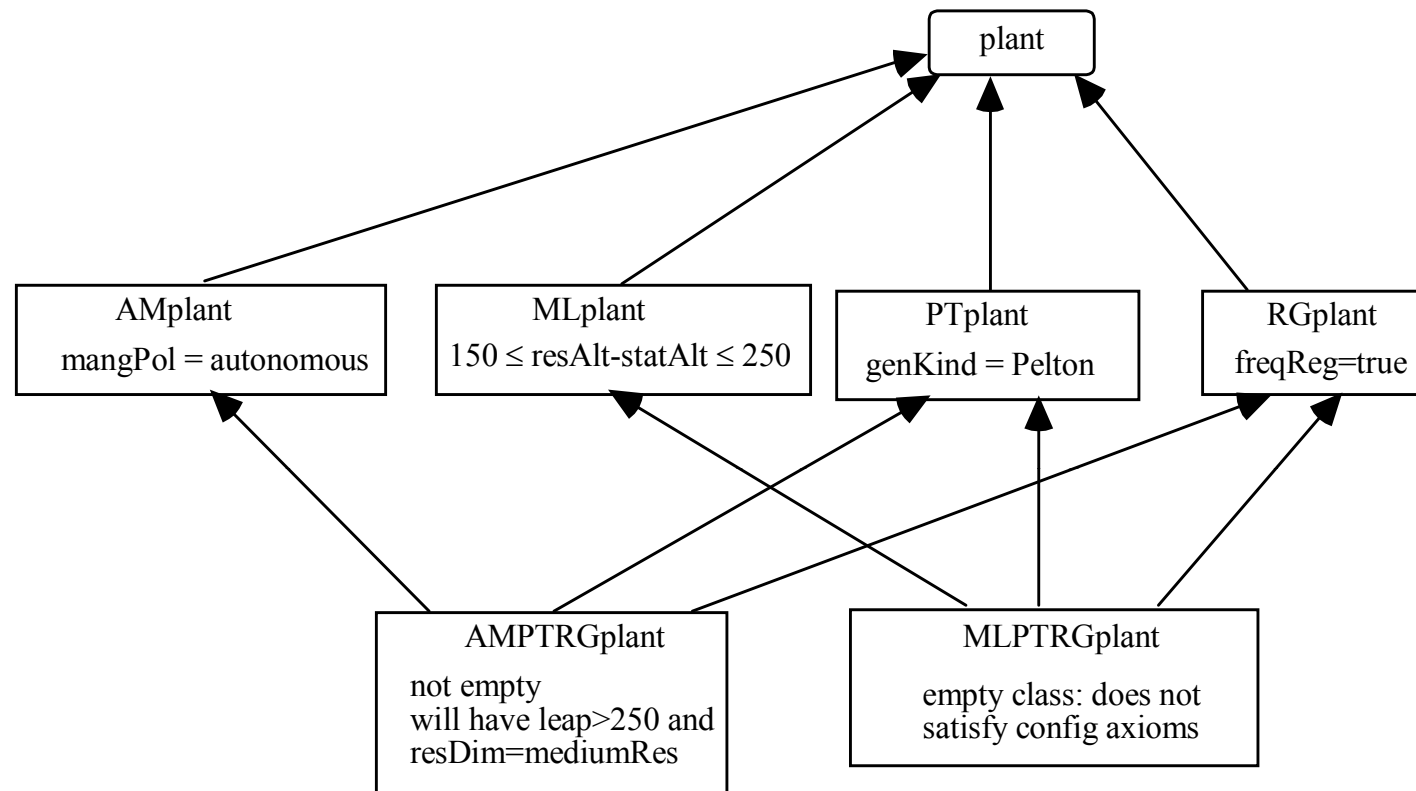 plant
AMplant
mangPol = autonomous
MLplant
150 ≤ resAlt-statAlt ≤ 250
PTplant
genKind = Pelton
RGplant
freqReg=true
AMPTRGplant
not empty
will have leap>250 and
resDim=mediumRes
MLPTRGplant
empty class: does not
satisfy config axioms